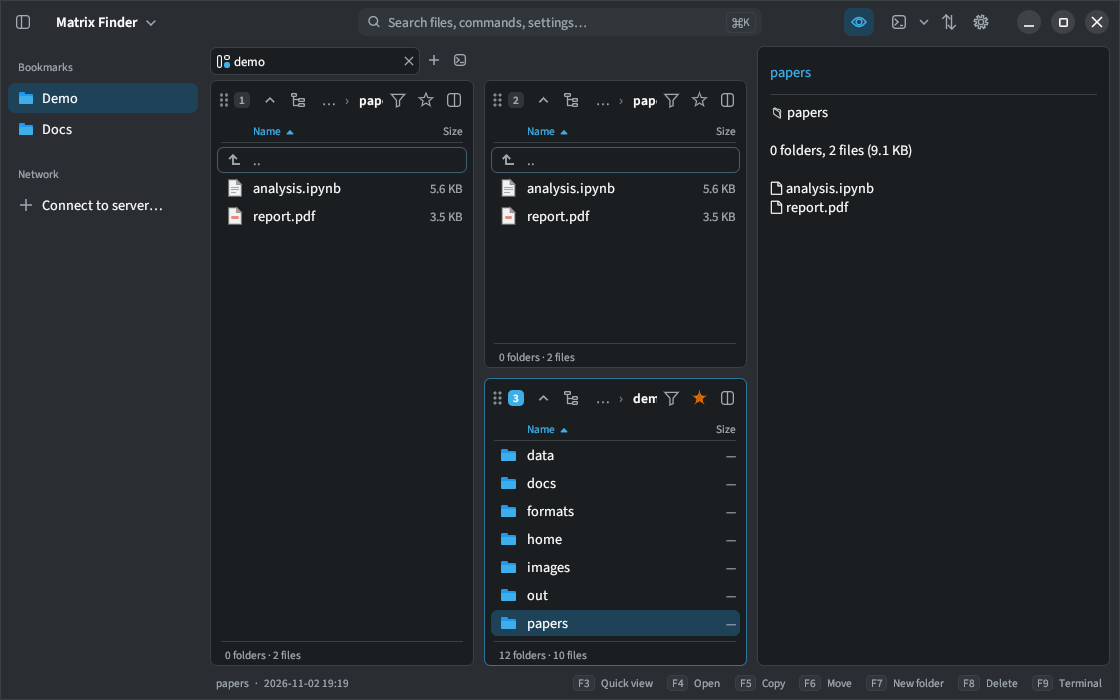 Matrix Finder
Search files, commands, settings… ⌘K
Bookmarks
Demo
Docs
Network
Connect to server…
demo
1 … › pap
Name Size
..
analysis.ipynb 5.6 KB
report.pdf 3.5 KB
0 folders · 2 files
2 … › pap
Name Size
..
analysis.ipynb 5.6 KB
report.pdf 3.5 KB
0 folders · 2 files
3 … › dem
Name Size
data —
docs —
formats —
home —
images —
out —
papers —
12 folders · 10 files
papers
papers
0 folders, 2 files (9.1 KB)
analysis.ipynb
report.pdf
papers · 2026-11-02 19:19
F3 Quick view F4 Open F5 Copy F6 Move F7 New folder F8 Delete F9 Terminal